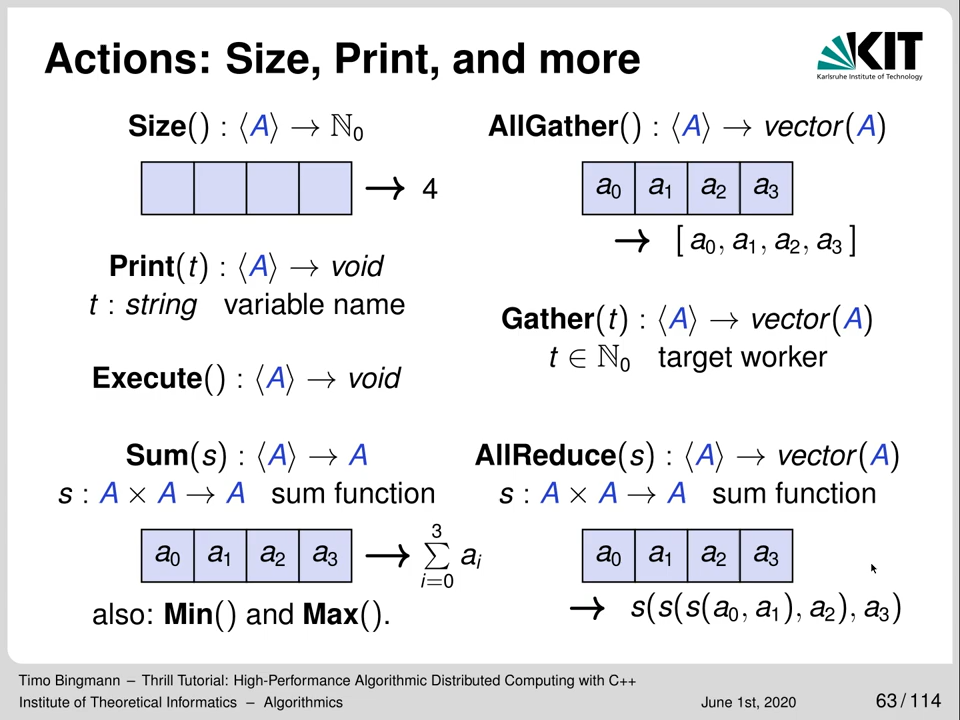 Actions: Size, Print, and more
KIT
Karlsruhe Institute of Technology
Size() : ⟨A⟩ → ℕ₀
→ 4
Print(t) : ⟨A⟩ → void
t : string variable name
Execute() : ⟨A⟩ → void
Sum(s) : ⟨A⟩ → A
s : A × A → A sum function
a₀ a₁ a₂ a₃ → ∑ᵢ₌₀³ aᵢ
also: Min() and Max().
AllGather() : ⟨A⟩ → vector(A)
a₀ a₁ a₂ a₃
→ [ a₀, a₁, a₂, a₃ ]
Gather(t) : ⟨A⟩ → vector(A)
t ∈ ℕ₀ target worker
AllReduce(s) : ⟨A⟩ → vector(A)
s : A × A → A sum function
a₀ a₁ a₂ a₃
→ s(s(s(a₀, a₁), a₂), a₃)
Timo Bingmann – Thrill Tutorial: High-Performance Algorithmic Distributed Computing with C++
Institute of Theoretical Informatics – Algorithmics
June 1st, 2020
63 / 114